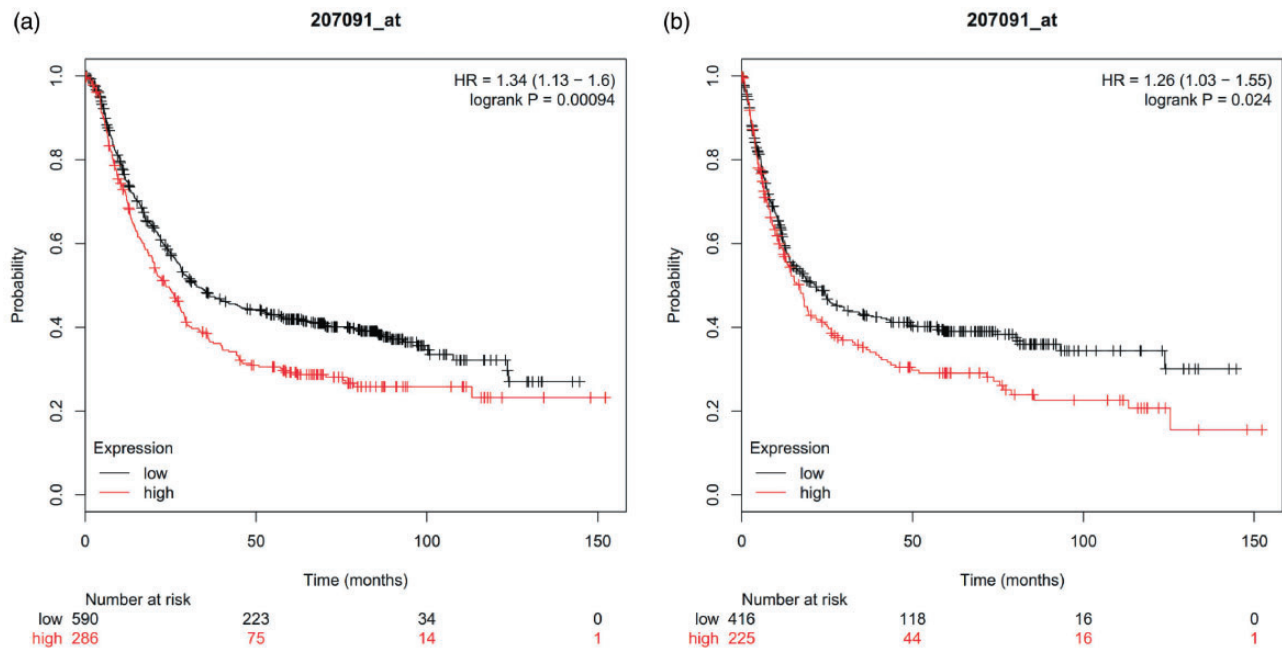 (a)
207091_at
HR = 1.34 (1.13 − 1.6)
logrank P = 0.00094
Probability
1.0
0.8
0.6
0.4
0.2
0.0
Expression
low
high
0 50 100 150
Time (months)
Number at risk
low 590 223 34 0
high 286 75 14 1
(b)
207091_at
HR = 1.26 (1.03 − 1.55)
logrank P = 0.024
Probability
1.0
0.8
0.6
0.4
0.2
0.0
Expression
low
high
0 50 100 150
Time (months)
Number at risk
low 416 118 16 0
high 225 44 16 1